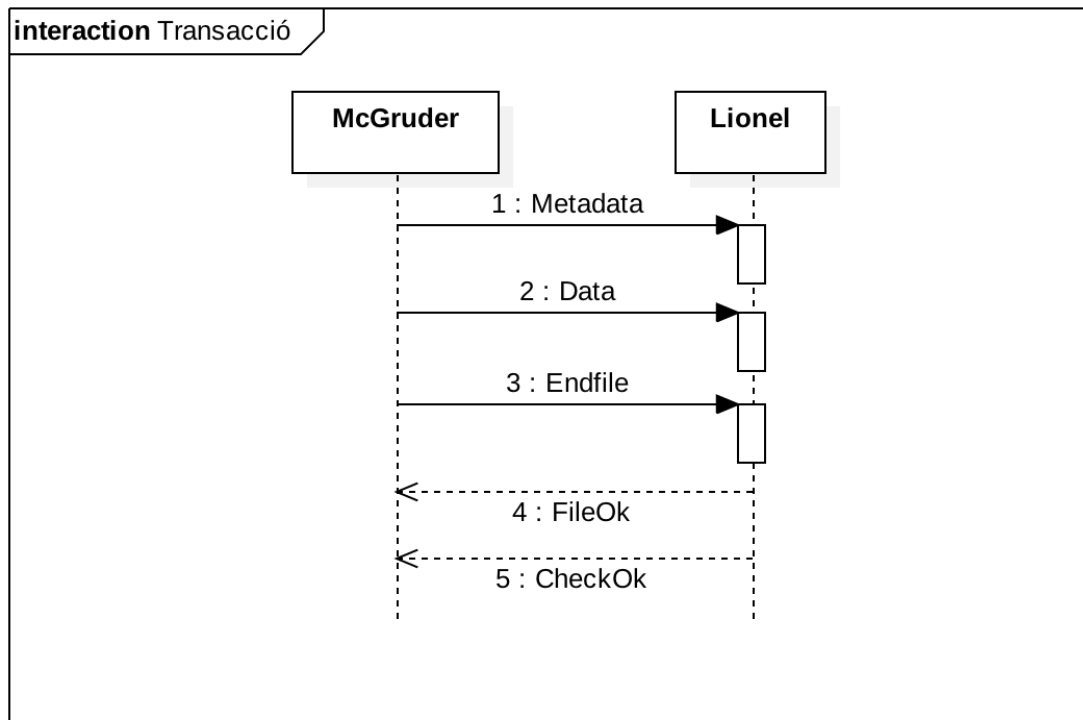 interaction Transacció
McGruder
Lionel
1 : Metadata
2 : Data
3 : Endfile
4 : FileOk
5 : CheckOk